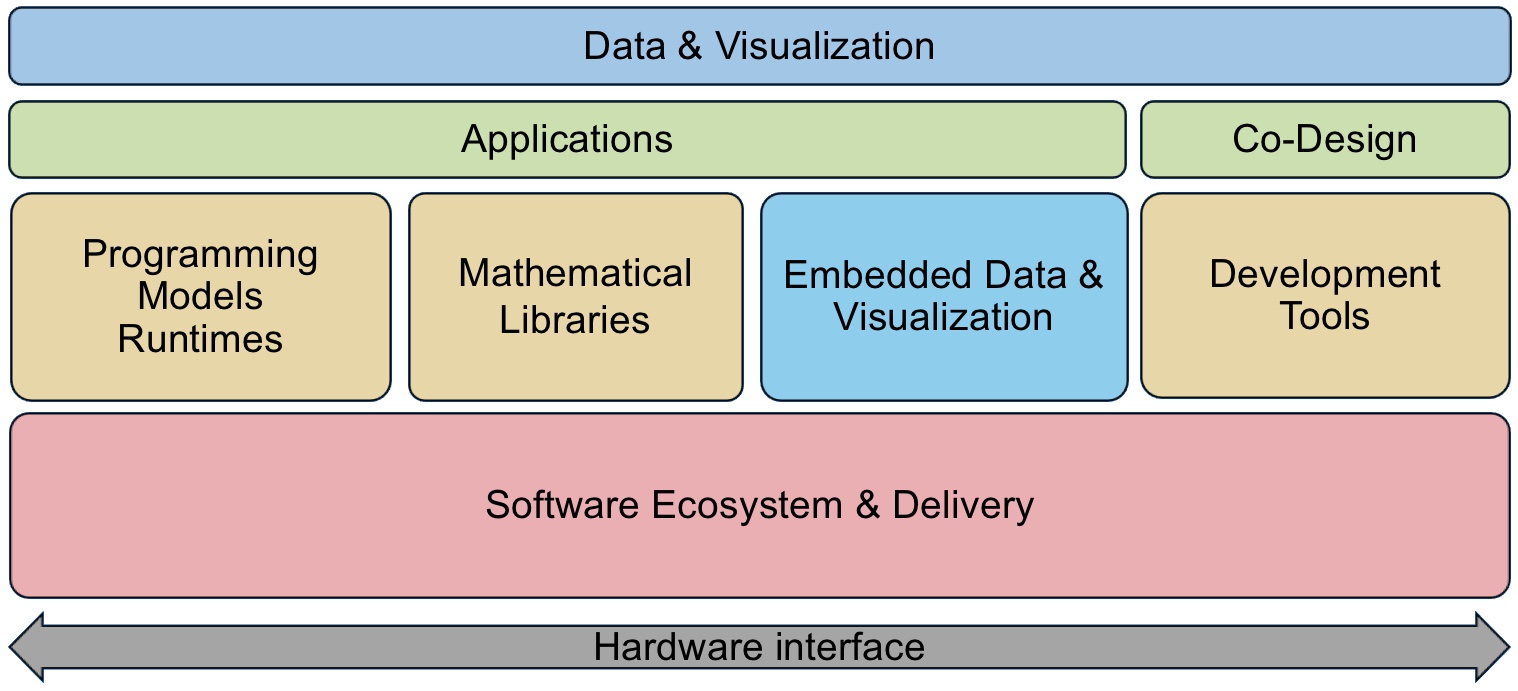 Data & Visualization
Applications
Co-Design
Programming
Models
Runtimes
Mathematical
Libraries
Embedded Data &
Visualization
Development
Tools
Software Ecosystem & Delivery
Hardware interface